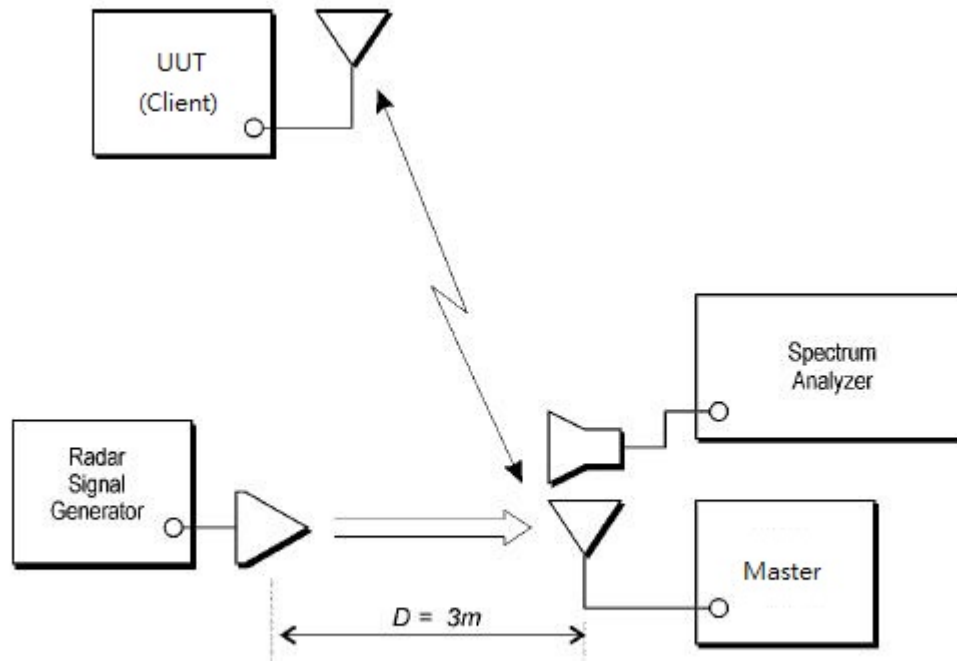 UUT
(Client)
Spectrum
Analyzer
Radar
Signal
Generator
Master
D = 3m